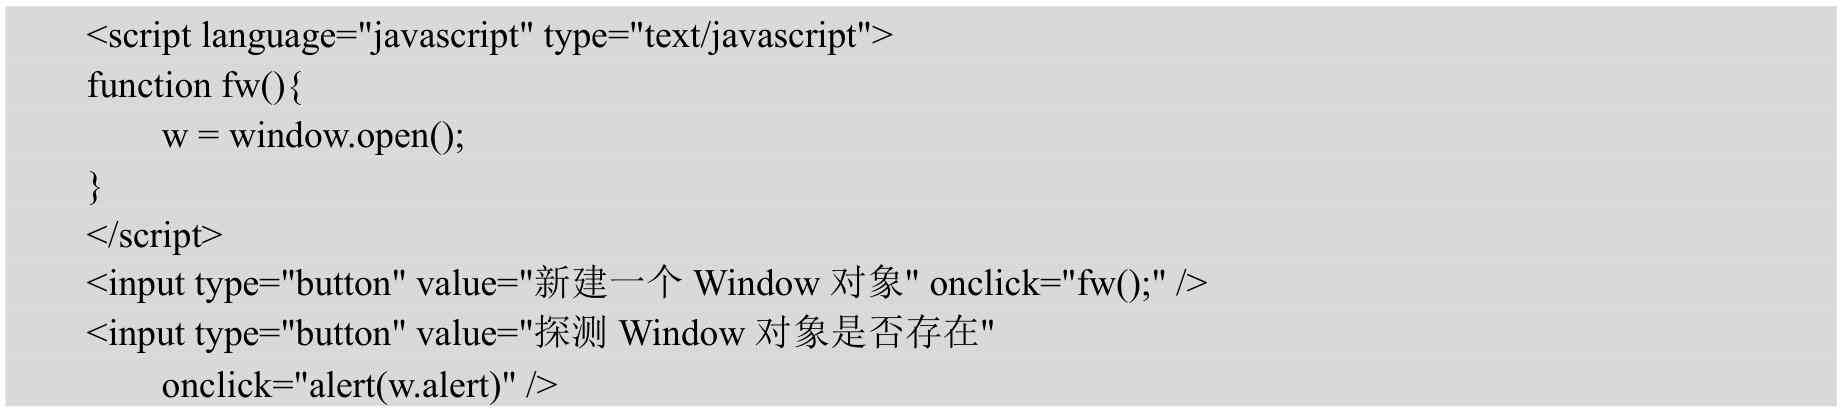 <script language="javascript" type="text/javascript">
function fw(){
w = window.open();
}
</script>
<input type="button" value="新建一个 Window 对象" onclick="fw();" />
<input type="button" value="探测 Window 对象是否存在"
onclick="alert(w.alert)" />